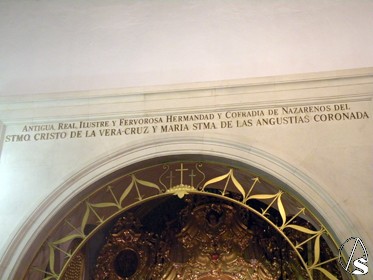 ANTIGUA, REAL, ILUSTRE Y FERVOROSA HERMANDAD Y COFRADIA DE NAZARENOS DEL
STMO. CRISTO DE LA VERA-CRUZ Y MARIA STMA. DE LAS ANGUSTIAS CORONADA